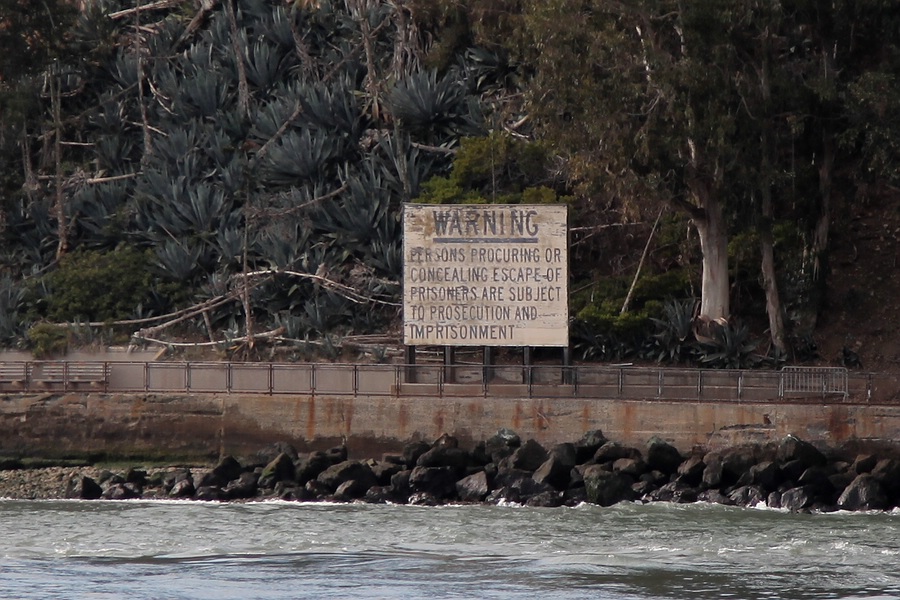 WARNING
PERSONS PROCURING OR
CONCEALING ESCAPE OF
PRISONERS ARE SUBJECT
TO PROSECUTION AND
IMPRISONMENT